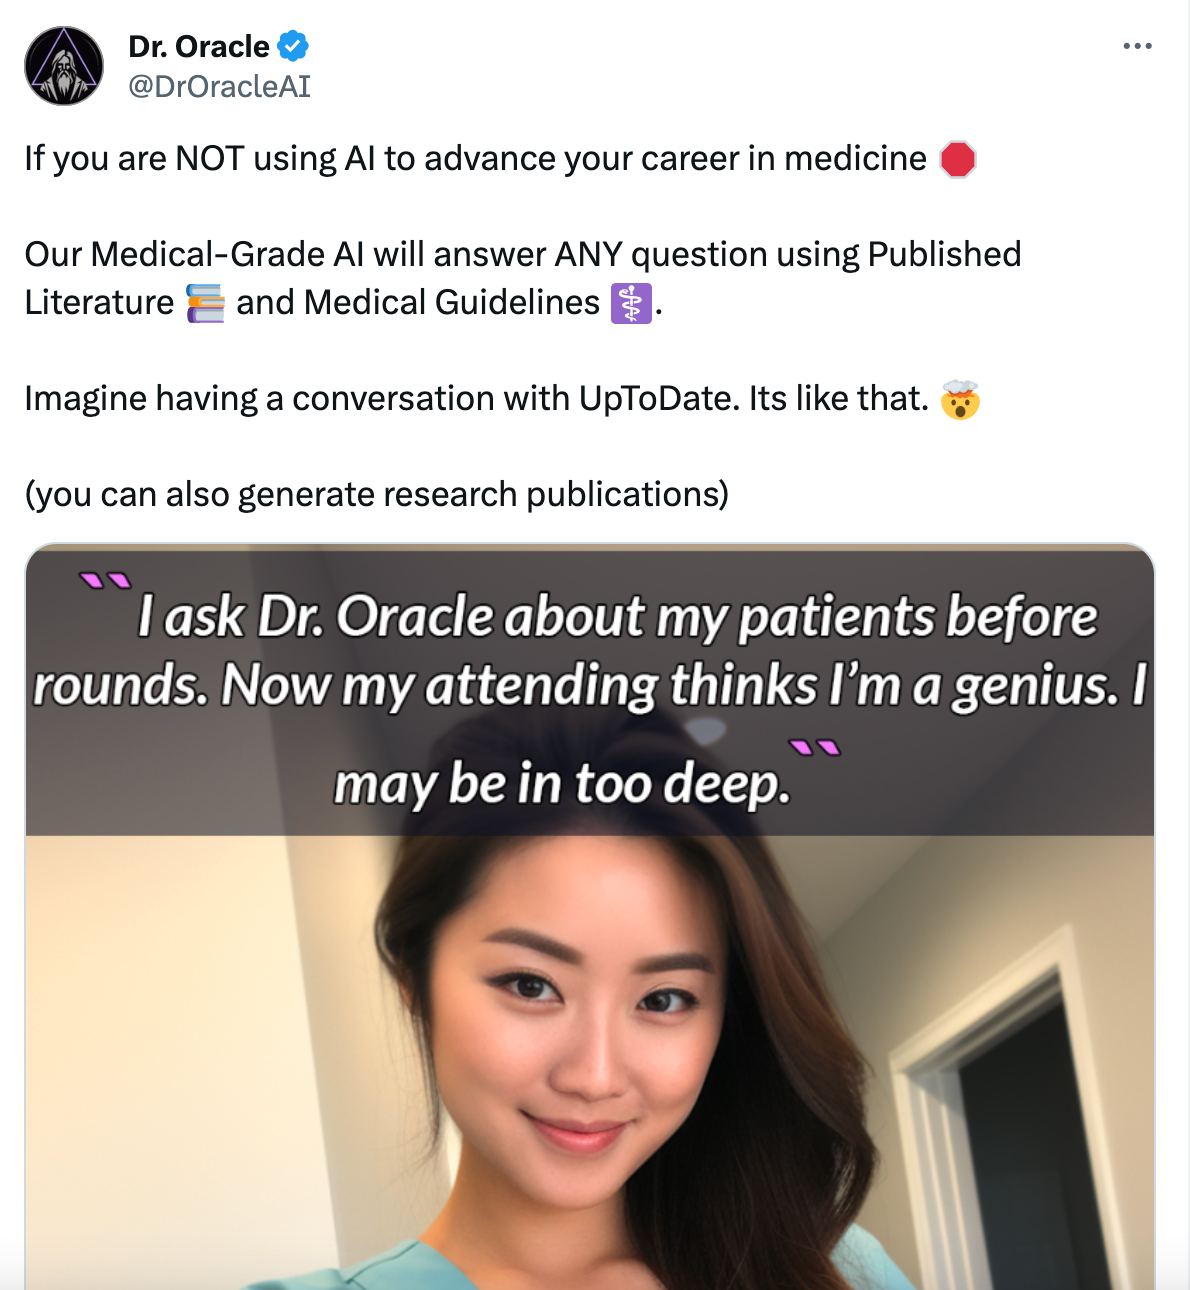 Dr. Oracle
@DrOracleAI
If you are NOT using AI to advance your career in medicine 🛑
Our Medical-Grade AI will answer ANY question using Published
Literature 📚 and Medical Guidelines ⚕️.
Imagine having a conversation with UpToDate. Its like that. 🤯
(you can also generate research publications)
"I ask Dr. Oracle about my patients before
rounds. Now my attending thinks I’m a genius. I
may be in too deep."